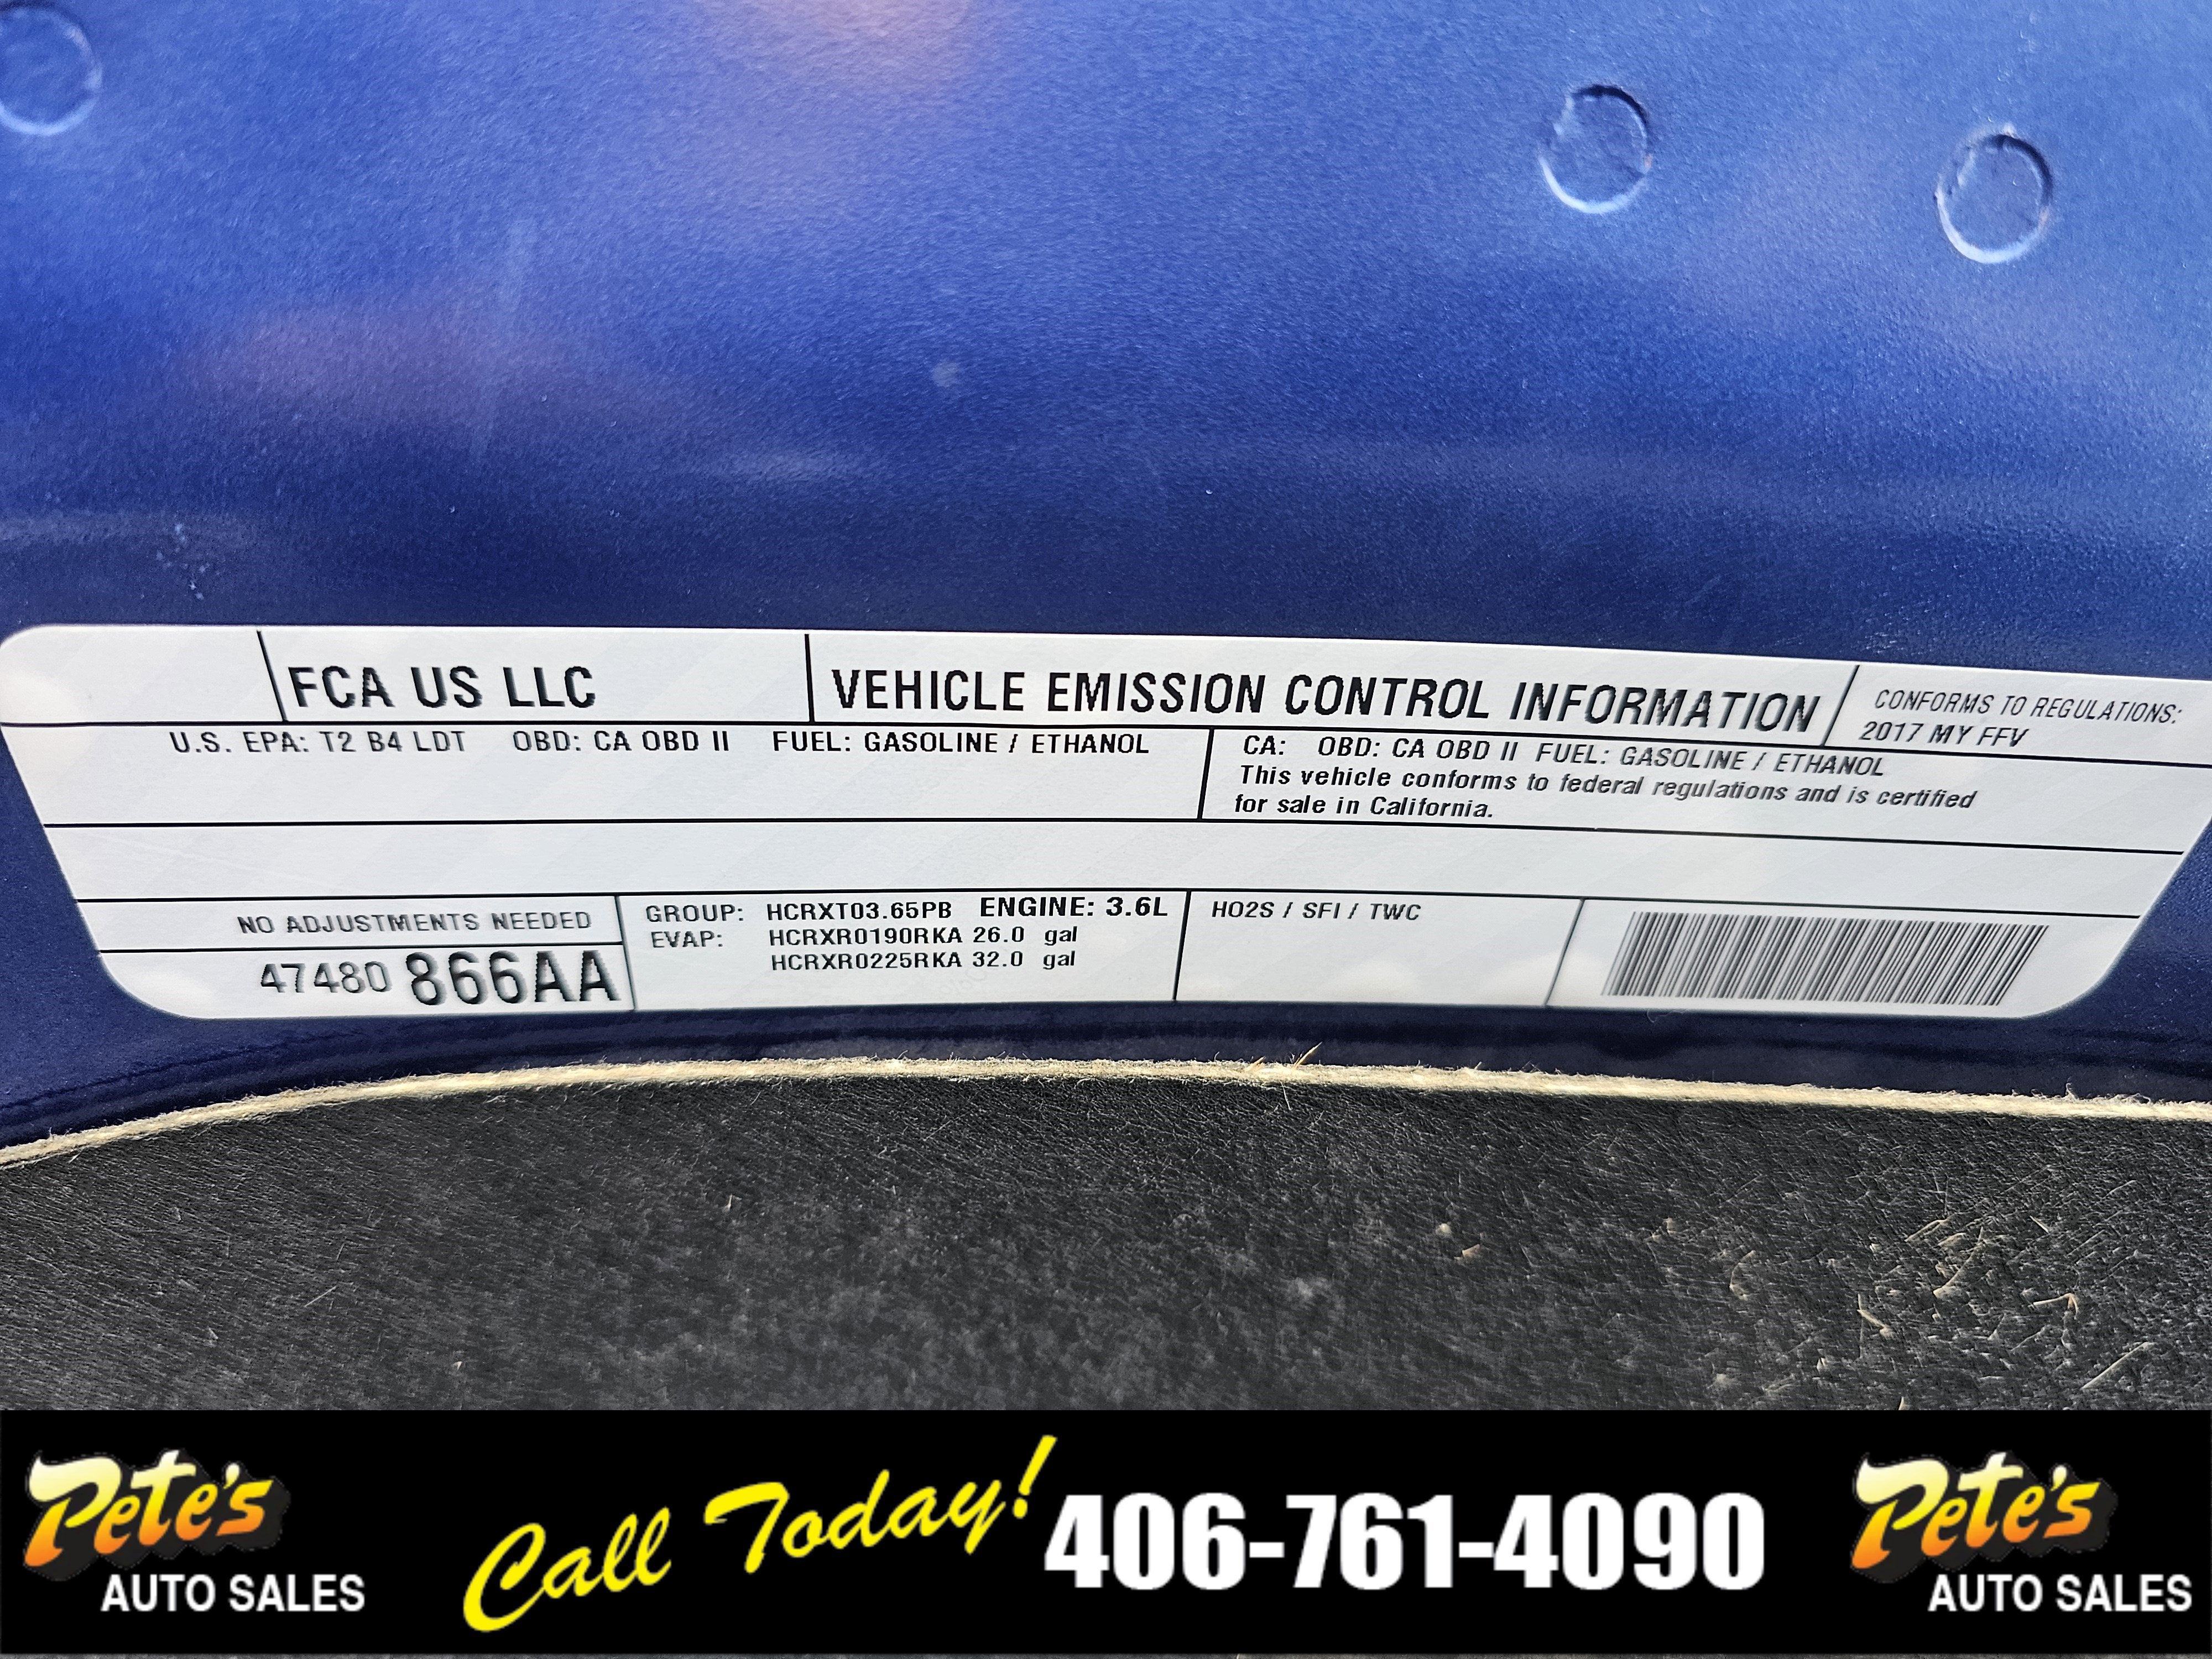 FCA US LLC
VEHICLE EMISSION CONTROL INFORMATION
CONFORMS TO REGULATIONS:
2017 MY FFV
U.S. EPA: T2 B4 LDT OBD: CA OBD II FUEL: GASOLINE / ETHANOL
CA: OBD: CA OBD II FUEL: GASOLINE / ETHANOL
This vehicle conforms to federal regulations and is certified
for sale in California.
NO ADJUSTMENTS NEEDED
47480 866AA
GROUP: HCRXT03.65PB ENGINE: 3.6L
EVAP: HCRXR0190RKA 26.0 gal
HCRXR0225RKA 32.0 gal
HO2S / SFI / TWC
Pete's
AUTO SALES
Call Today!
406-761-4090
Pete's
AUTO SALES